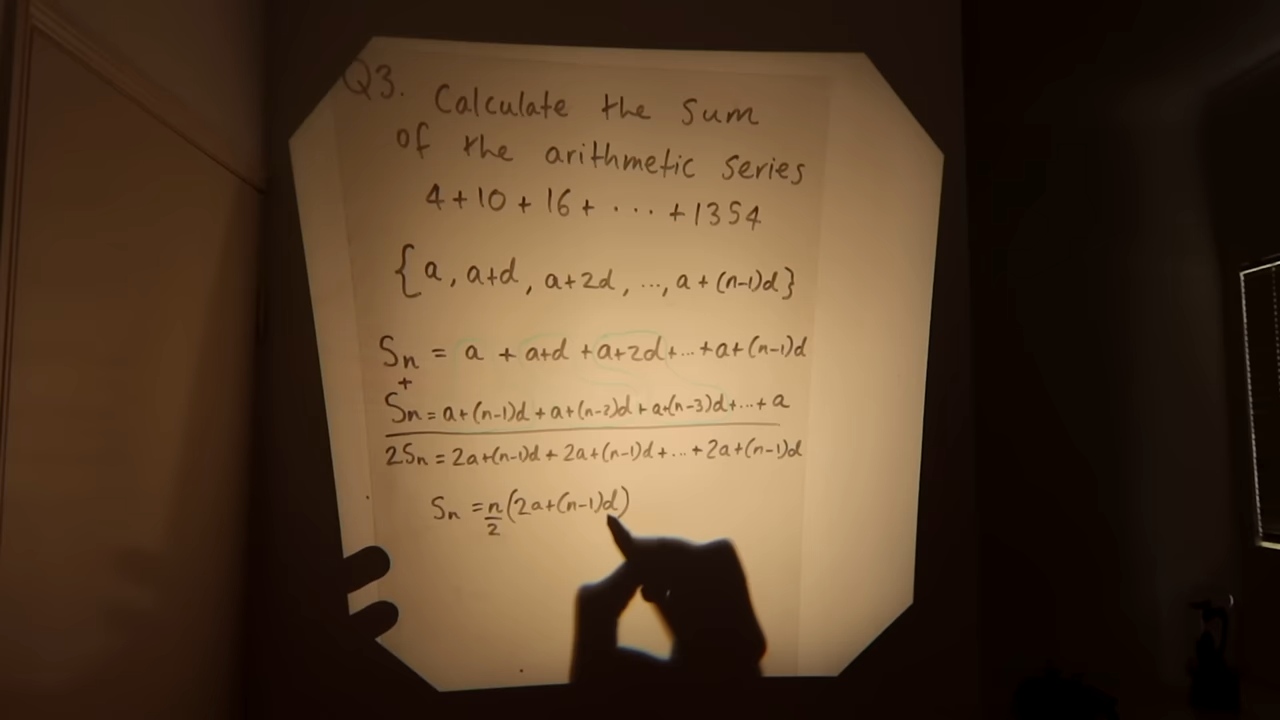 Q3. Calculate the Sum
of the arithmetic series
4 + 10 + 16 + . . . + 1354
{a, a+d, a+2d, ..., a + (n-1)d}
Sn = a + a+d + a+2d + ... + a+(n-1)d
+
Sn = a+(n-1)d + a+(n-2)d + a+(n-3)d + ... + a
2Sn = 2a+(n-1)d + 2a+(n-1)d + ... + 2a+(n-1)d
Sn = n/2 (2a+(n-1)d)